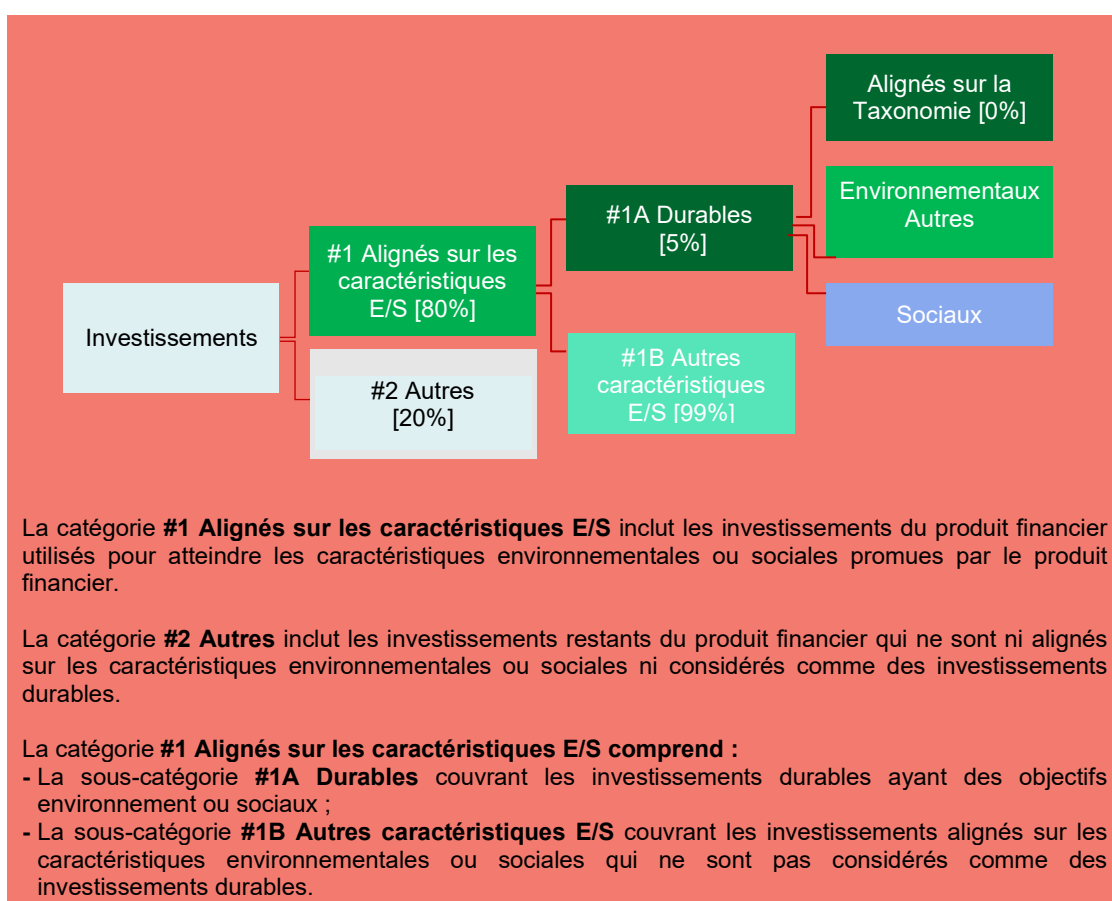 Alignés sur la
Taxonomie [0%]
Environnementaux
Autres
#1A Durables
[5%]
#1 Alignés sur les
caractéristiques
E/S [80%]
Sociaux
Investissements
#1B Autres
caractéristiques
E/S [99%]
#2 Autres
[20%]
La catégorie #1 Alignés sur les caractéristiques E/S inclut les investissements du produit financier
utilisés pour atteindre les caractéristiques environnementales ou sociales promues par le produit
financier.
La catégorie #2 Autres inclut les investissements restants du produit financier qui ne sont ni alignés
sur les caractéristiques environnementales ou sociales ni considérés comme des investissements
durables.
La catégorie #1 Alignés sur les caractéristiques E/S comprend :
- La sous-catégorie #1A Durables couvrant les investissements durables ayant des objectifs
environnement ou sociaux ;
- La sous-catégorie #1B Autres caractéristiques E/S couvrant les investissements alignés sur les
caractéristiques environnementales ou sociales qui ne sont pas considérés comme des
investissements durables.